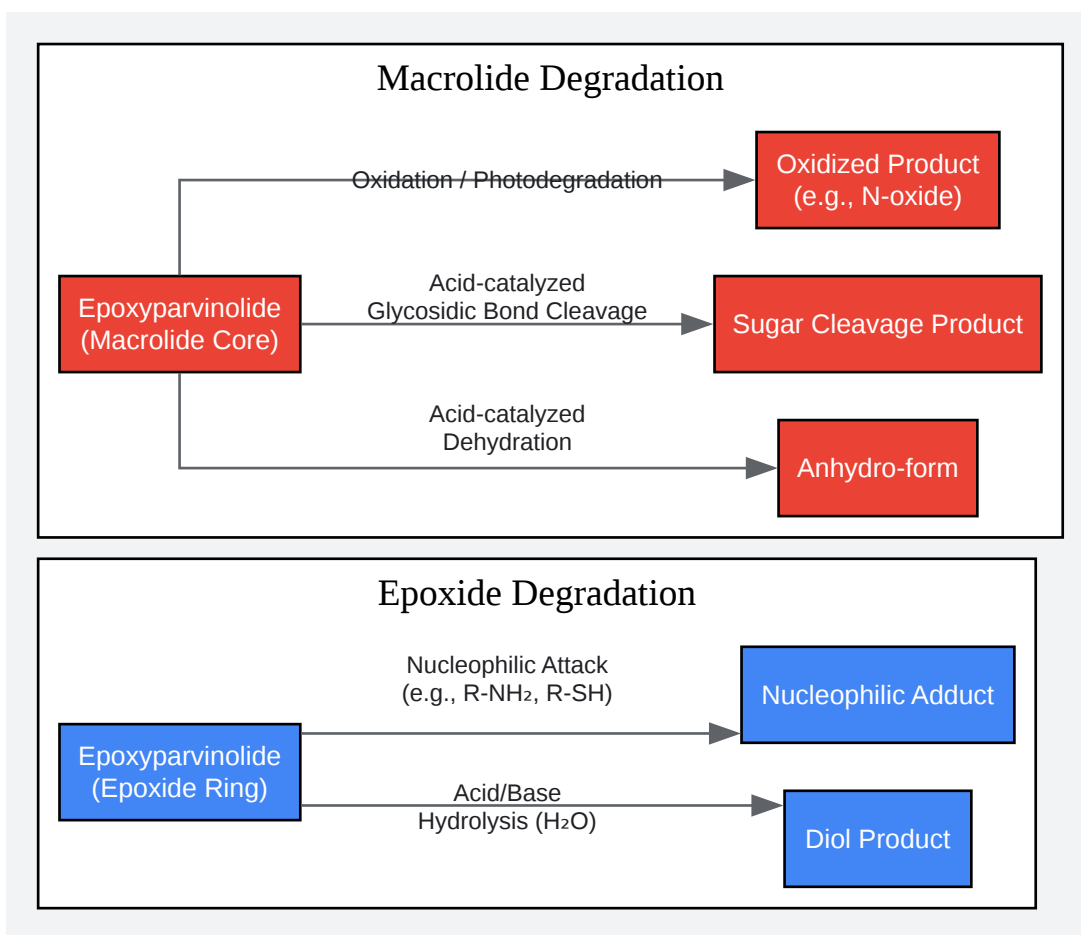 Macrolide Degradation
Oxidation / Photodegradation
Oxidized Product
(e.g., N-oxide)
Epoxyparvinolide
(Macrolide Core)
Acid-catalyzed
Glycosidic Bond Cleavage
Sugar Cleavage Product
Acid-catalyzed
Dehydration
Anhydro-form
Epoxide Degradation
Nucleophilic Attack
(e.g., R-NH₂, R-SH)
Nucleophilic Adduct
Epoxyparvinolide
(Epoxide Ring)
Acid/Base
Hydrolysis (H₂O)
Diol Product